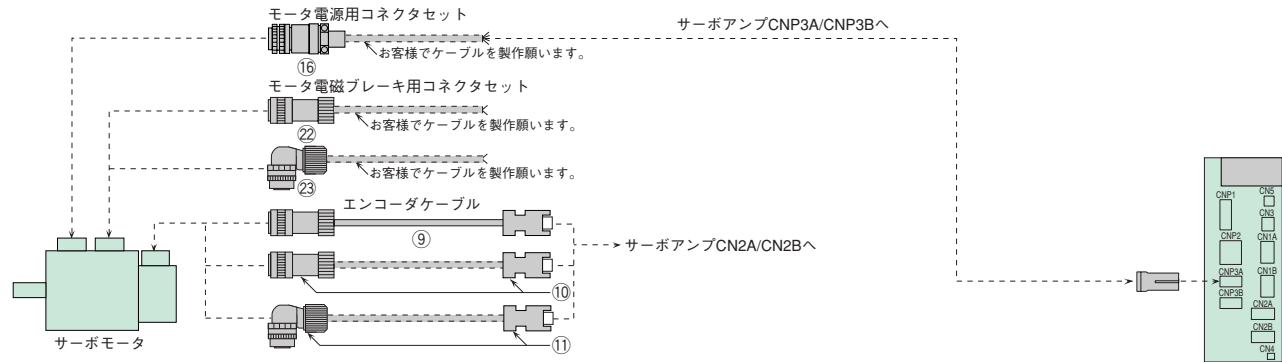 モータ電源用コネクタセット
サーボアンプCNP3A/CNP3Bへ
お客様でケーブルを製作願います。
⑯
モータ電磁ブレーキ用コネクタセット
お客様でケーブルを製作願います。
㉒
お客様でケーブルを製作願います。
㉓
エンコーダケーブル
⑨
サーボアンプCN2A/CN2Bへ
⑩
⑪
サーボモータ
CNP1
CN5
CN3
CNP2
CN1A
CNP3A
CN1B
CNP3B
CN2A
CN2B
CN4